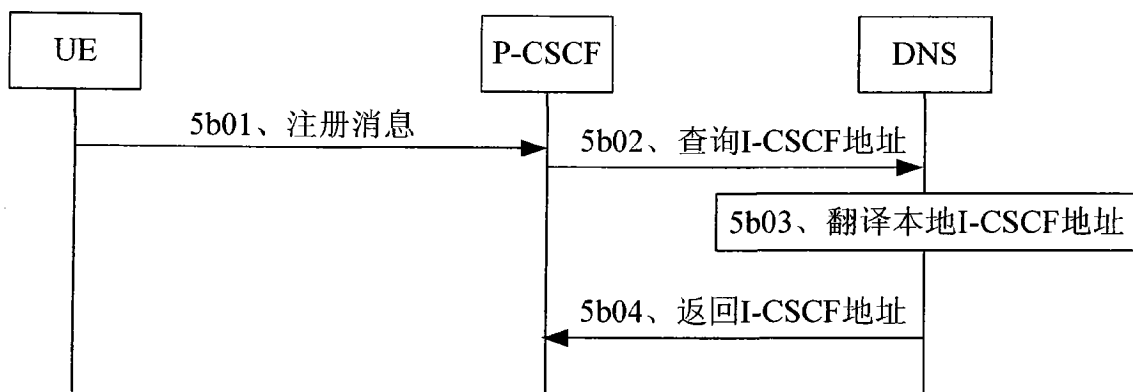 UE
P-CSCF
DNS
5b01、注册消息
5b02、查询I-CSCF地址
5b03、翻译本地I-CSCF地址
5b04、返回I-CSCF地址